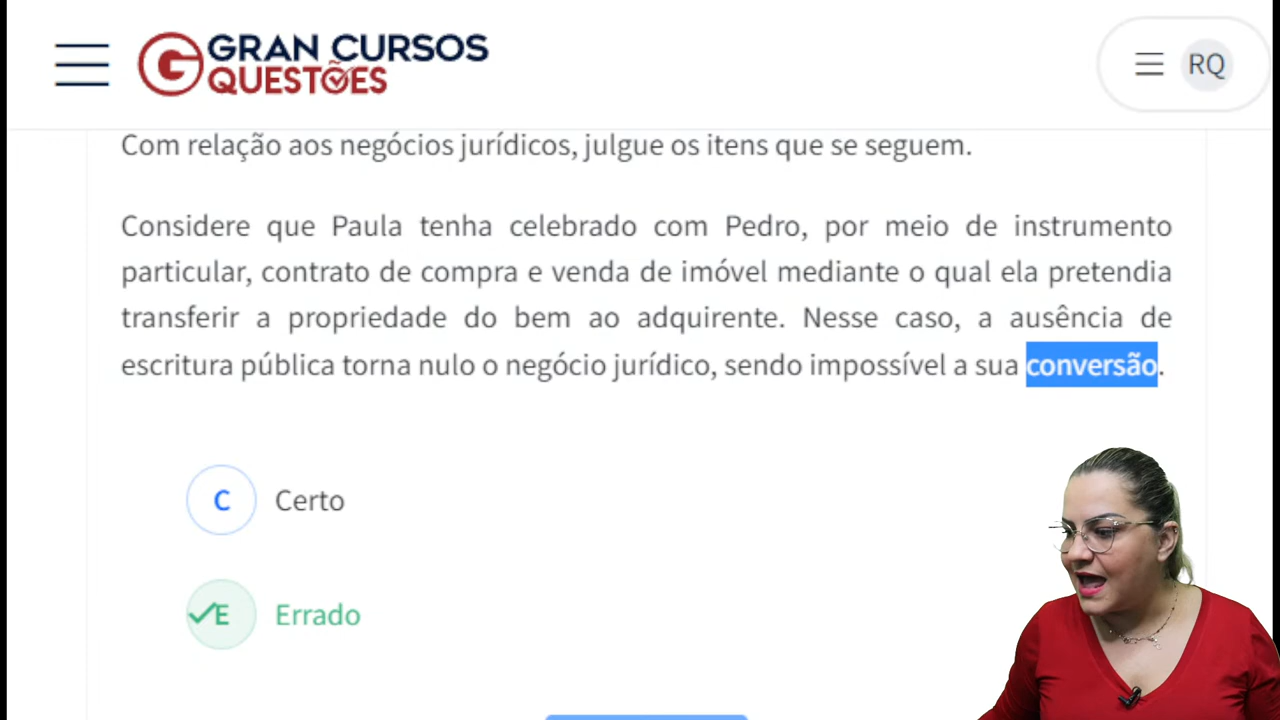 GRAN CURSOS
QUESTÕES
RQ
Com relação aos negócios jurídicos, julgue os itens que se seguem.
Considere que Paula tenha celebrado com Pedro, por meio de instrumento
particular, contrato de compra e venda de imóvel mediante o qual ela pretendia
transferir a propriedade do bem ao adquirente. Nesse caso, a ausência de
escritura pública torna nulo o negócio jurídico, sendo impossível a sua conversão.
C Certo
E Errado